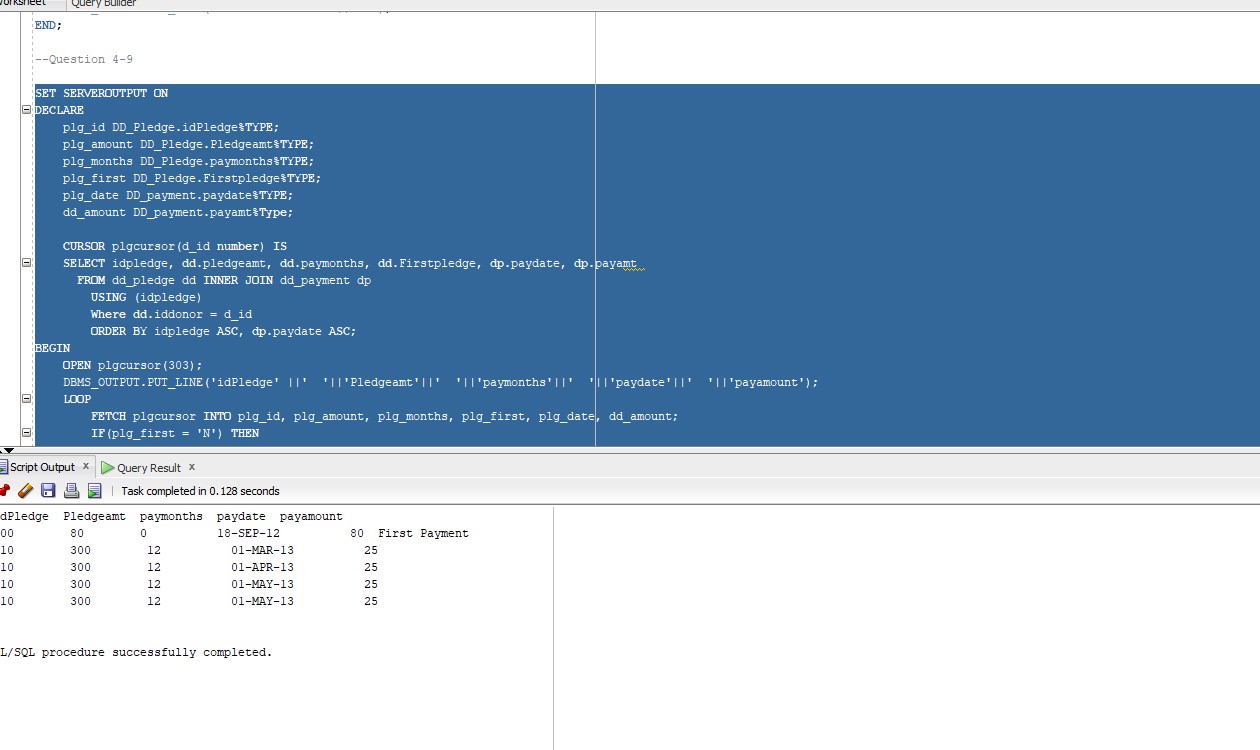 orksheet Query Builder
END;
--Question 4-9
SET SERVEROUTPUT ON
DECLARE
plg_id DD_Pledge.idPledge%TYPE;
plg_amount DD_Pledge.Pledgeamt%TYPE;
plg_months DD_Pledge.paymonths%TYPE;
plg_first DD_Pledge.Firstpledge%TYPE;
plg_date DD_payment.paydate%TYPE;
dd_amount DD_payment.payamt%Type;
CURSOR plgcursor(d_id number) IS
SELECT idpledge, dd.pledgeamt, dd.paymonths, dd.Firstpledge, dp.paydate, dp.payamt
FROM dd_pledge dd INNER JOIN dd_payment dp
USING (idpledge)
Where dd.iddonor = d_id
ORDER BY idpledge ASC, dp.paydate ASC;
BEGIN
OPEN plgcursor(303);
DBMS_OUTPUT.PUT_LINE('idPledge' ||'  '||'Pledgeamt'||'  '||'paymonths'||'  '||'paydate'||'  '||'payamount');
LOOP
FETCH plgcursor INTO plg_id, plg_amount, plg_months, plg_first, plg_date, dd_amount;
IF(plg_first = 'N') THEN
Script Output x Query Result x
Task completed in 0.128 seconds
dPledge  Pledgeamt  paymonths  paydate  payamount
00 80 0 18-SEP-12 80 First Payment
10 300 12 01-MAR-13 25
10 300 12 01-APR-13 25
10 300 12 01-MAY-13 25
10 300 12 01-MAY-13 25
L/SQL procedure successfully completed.